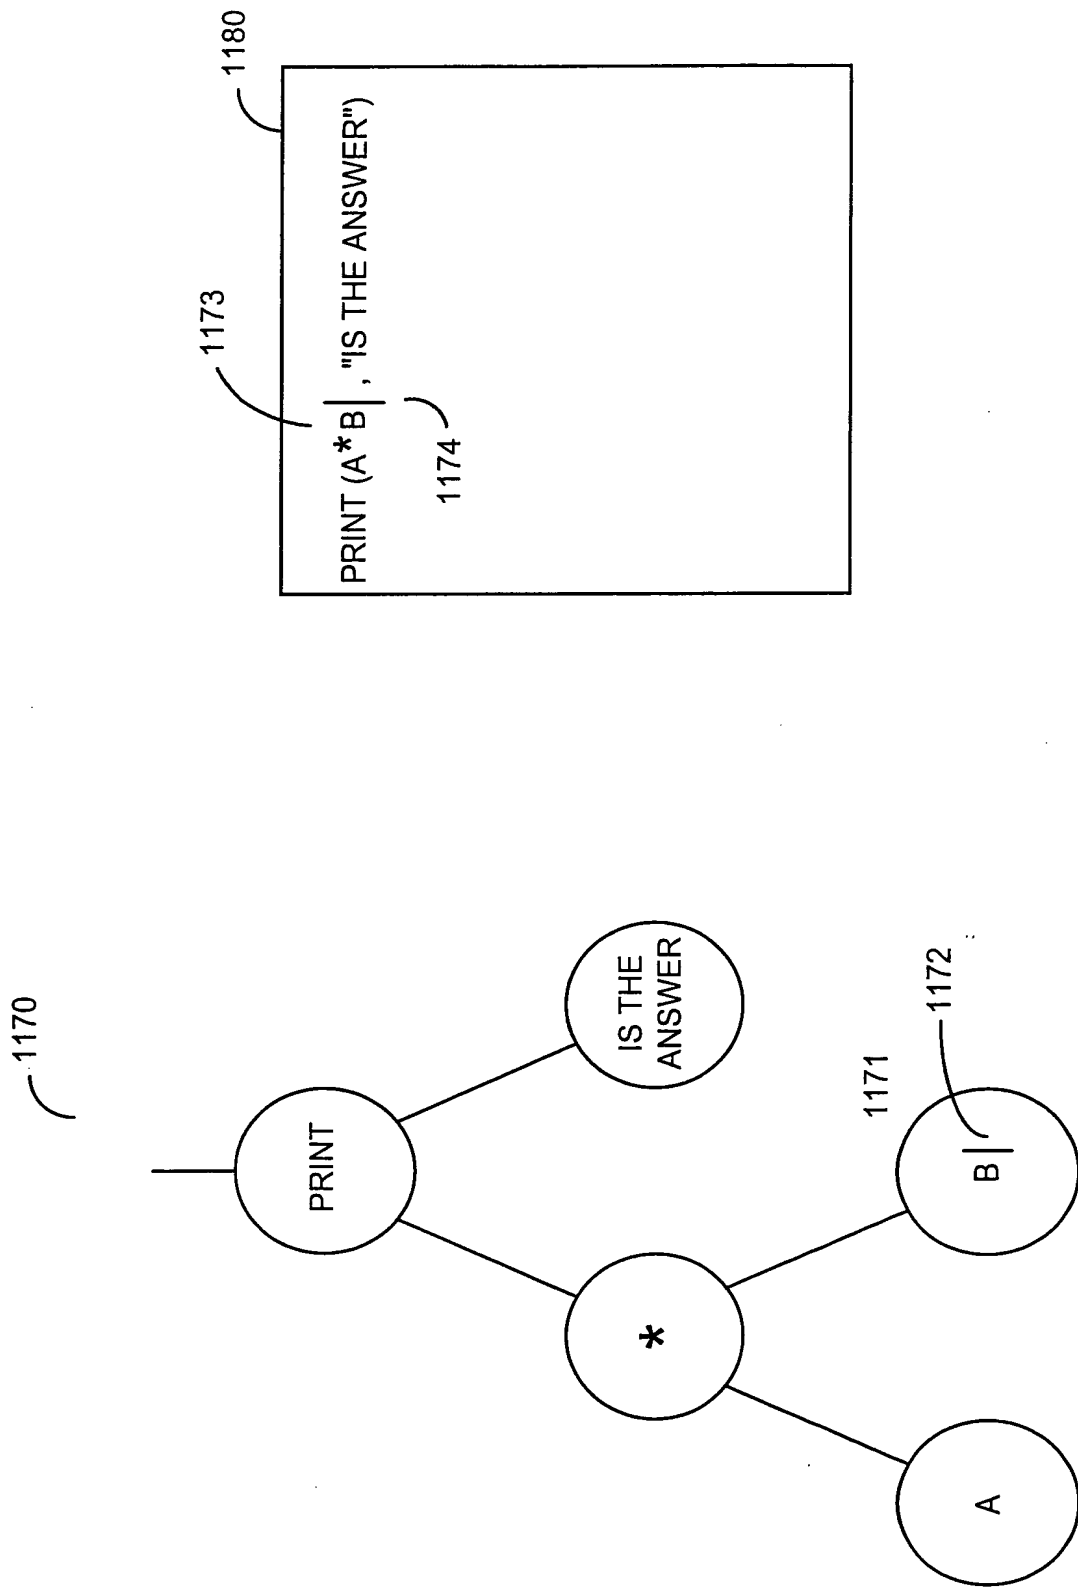 1170
PRINT
*
IS THE
ANSWER
A
B|
1171
1172
1180
1173
PRINT (A*B|, "IS THE ANSWER")
1174